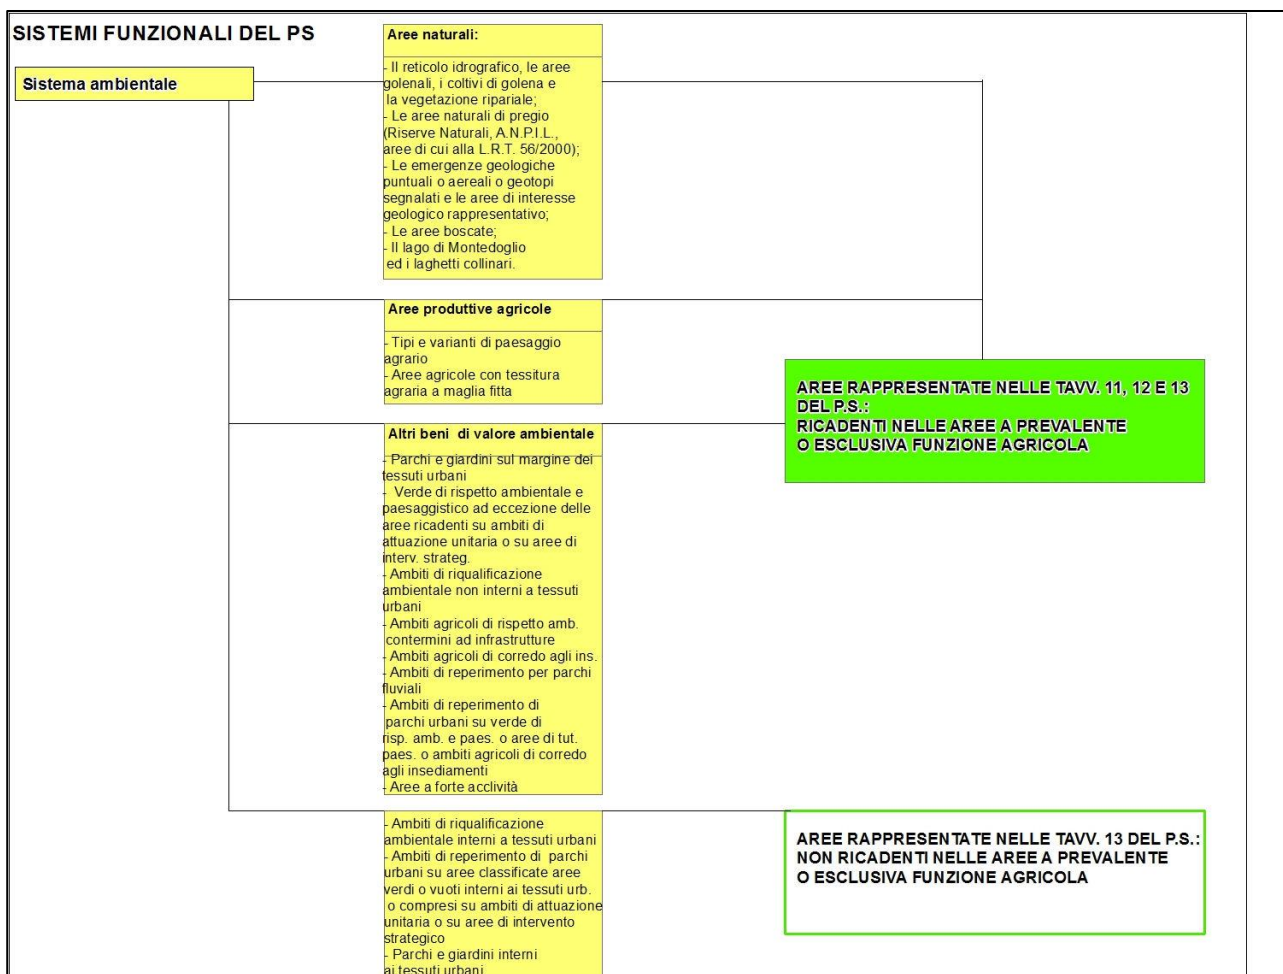 SISTEMI FUNZIONALI DEL PS
Sistema ambientale
Aree naturali:
- Il reticolo idrografico, le aree
golenali, i coltivi di golena e
la vegetazione ripariale;
- Le aree naturali di pregio
(Riserve Naturali, A.N.P.I.L.,
aree di cui alla L.R.T. 56/2000);
- Le emergenze geologiche
puntuali o aereali o geotopi
segnalati e le aree di interesse
geologico rappresentativo;
- Le aree boscate;
- Il lago di Montedoglio
ed i laghetti collinari.
Aree produttive agricole
- Tipi e varianti di paesaggio
agrario
- Aree agricole con tessitura
agraria a maglia fitta
AREE RAPPRESENTATE NELLE TAVV. 11, 12 E 13
DEL P.S.:
RICADENTI NELLE AREE A PREVALENTE
O ESCLUSIVA FUNZIONE AGRICOLA
Altri beni di valore ambientale
- Parchi e giardini sul margine dei
tessuti urbani
- Verde di rispetto ambientale e
paesaggistico ad eccezione delle
aree ricadenti su ambiti di
attuazione unitaria o su aree di
interv. strateg.
- Ambiti di riqualificazione
ambientale non interni a tessuti
urbani
- Ambiti agricoli di rispetto amb.
contermini ad infrastrutture
- Ambiti agricoli di corredo agli ins.
- Ambiti di reperimento per parchi
fluviali
- Ambiti di reperimento di
parchi urbani su verde di
risp. amb. e paes. o aree di tut.
paes. o ambiti agricoli di corredo
agli insediamenti
- Aree a forte acclività
- Ambiti di riqualificazione
ambientale interni a tessuti urbani
- Ambiti di reperimento di parchi
urbani su aree classificate aree
verdi o vuoti interni ai tessuti urb.
o compresi su ambiti di attuazione
unitaria o su aree di intervento
strategico
- Parchi e giardini interni
ai tessuti urbani
AREE RAPPRESENTATE NELLE TAVV. 13 DEL P.S.:
NON RICADENTI NELLE AREE A PREVALENTE
O ESCLUSIVA FUNZIONE AGRICOLA